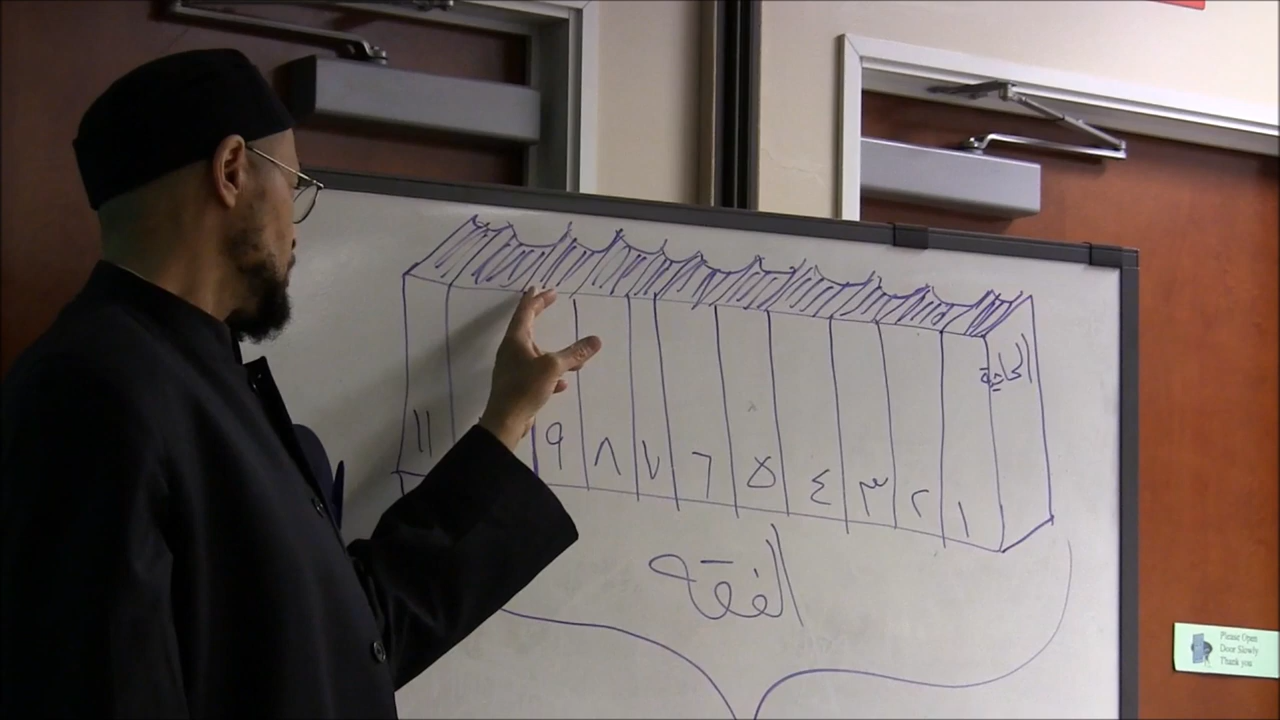 الحاشية
١ ٢ ٣ ٤ ٥ ٦ ٧ ٨ ٩ ١١
الفقه
Please Open
Door Slowly
Thank you